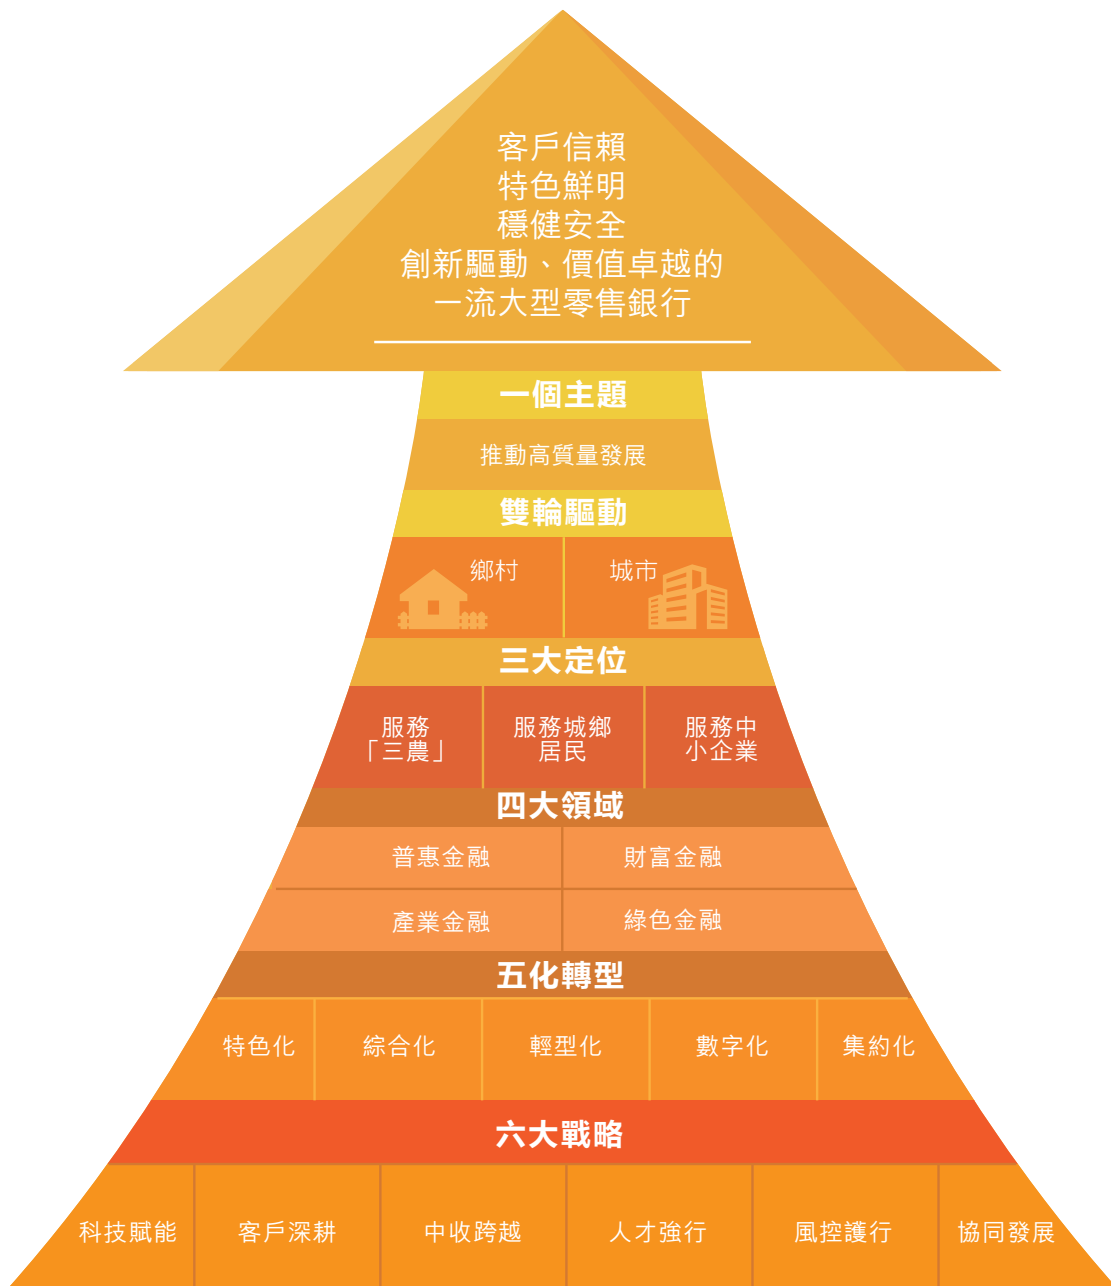 客戶信賴
特色鮮明
穩健安全
創新驅動、價值卓越的
一流大型零售銀行
一個主題
推動高質量發展
雙輪驅動
鄉村
城市
三大定位
服務
「三農」
服務城鄉
居民
服務中
小企業
四大領域
普惠金融
財富金融
產業金融
綠色金融
五化轉型
特色化
綜合化
輕型化
數字化
集約化
六大戰略
科技賦能
客戶深耕
中收跨越
人才強行
風控護行
協同發展